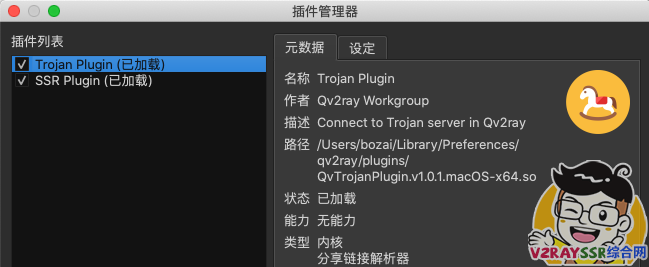 插件管理器
插件列表
Trojan Plugin (已加载)
SSR Plugin (已加载)
元数据
设定
名称 Trojan Plugin
作者 Qv2ray Workgroup
描述 Connect to Trojan server in Qv2ray
路径 /Users/bozai/Library/Preferences/
qv2ray/plugins/
QvTrojanPlugin.v1.0.1.macOS-x64.so
状态 已加载
能力 无能力
类型 内核
分享链接解析器
V2RAYSSR综合网